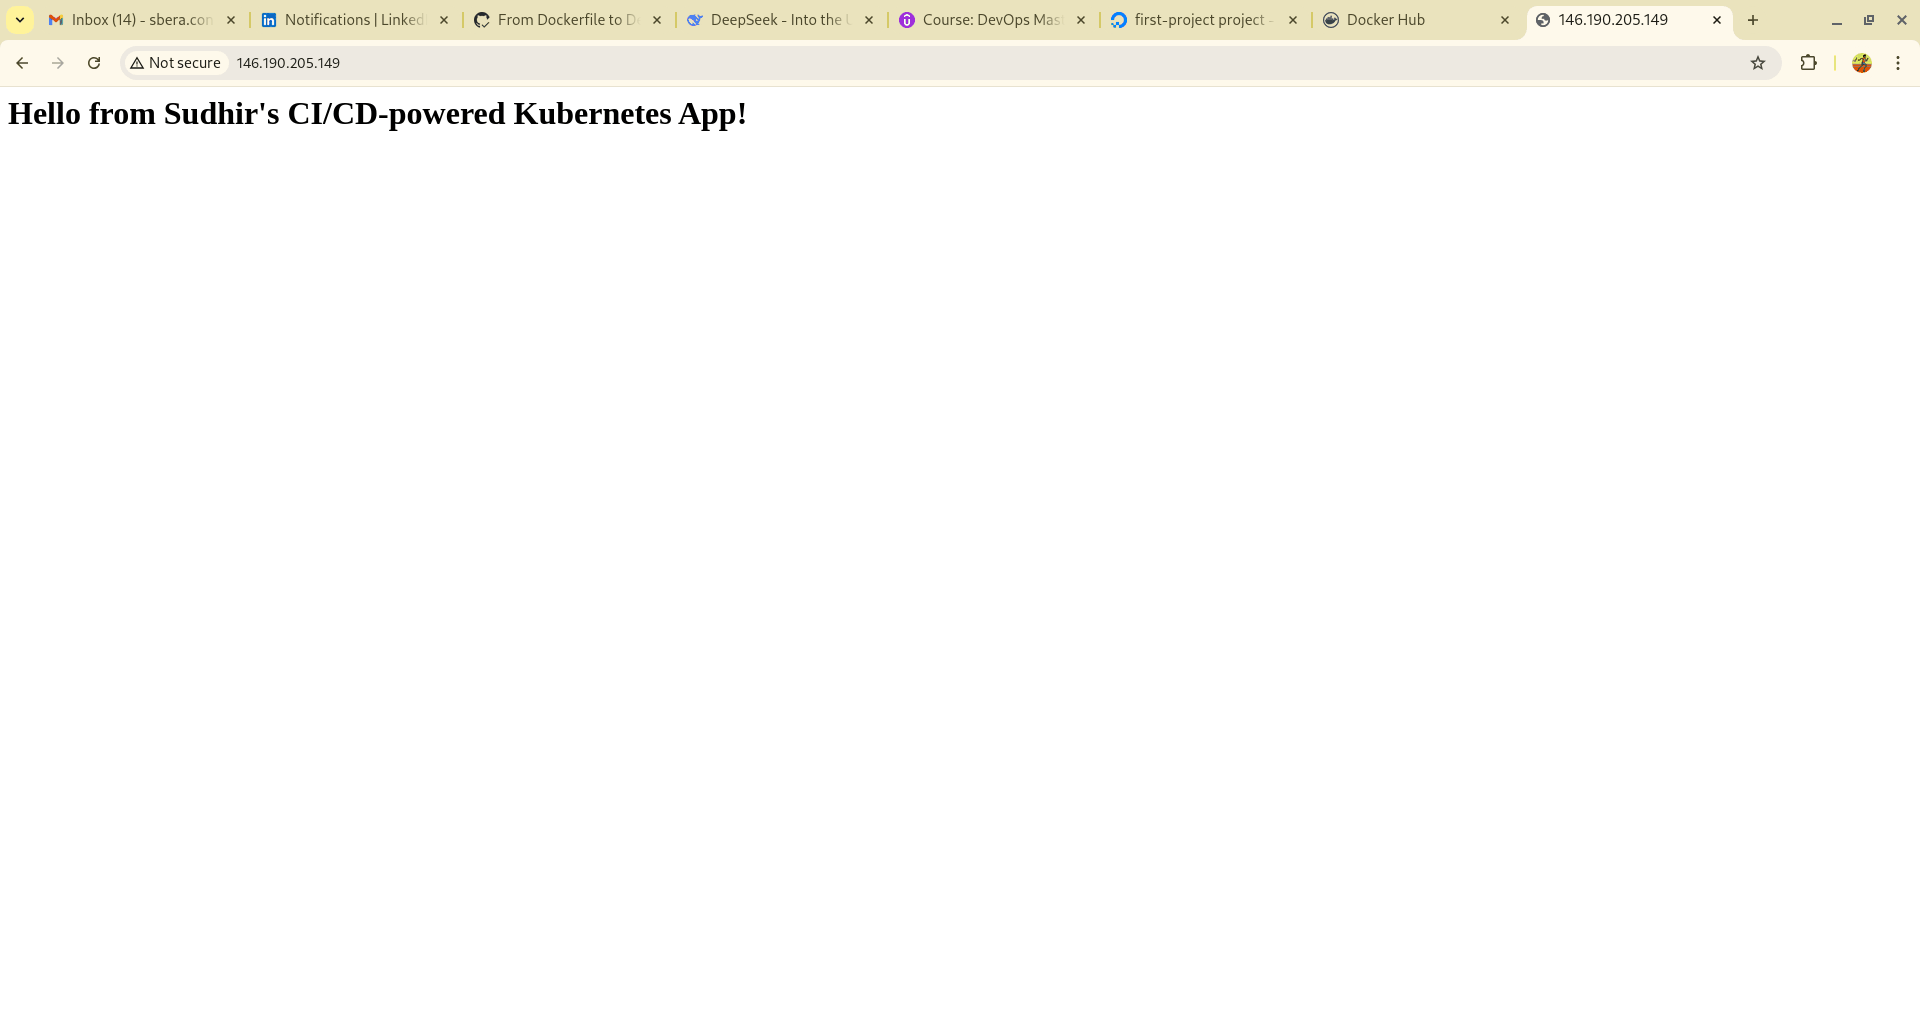 Inbox (14) - sbera.con
Notifications | Linked
From Dockerfile to D
DeepSeek - Into the
Course: DevOps Mas
first-project project -
Docker Hub
146.190.205.149
Not secure
146.190.205.149
Hello from Sudhir's CI/CD-powered Kubernetes App!